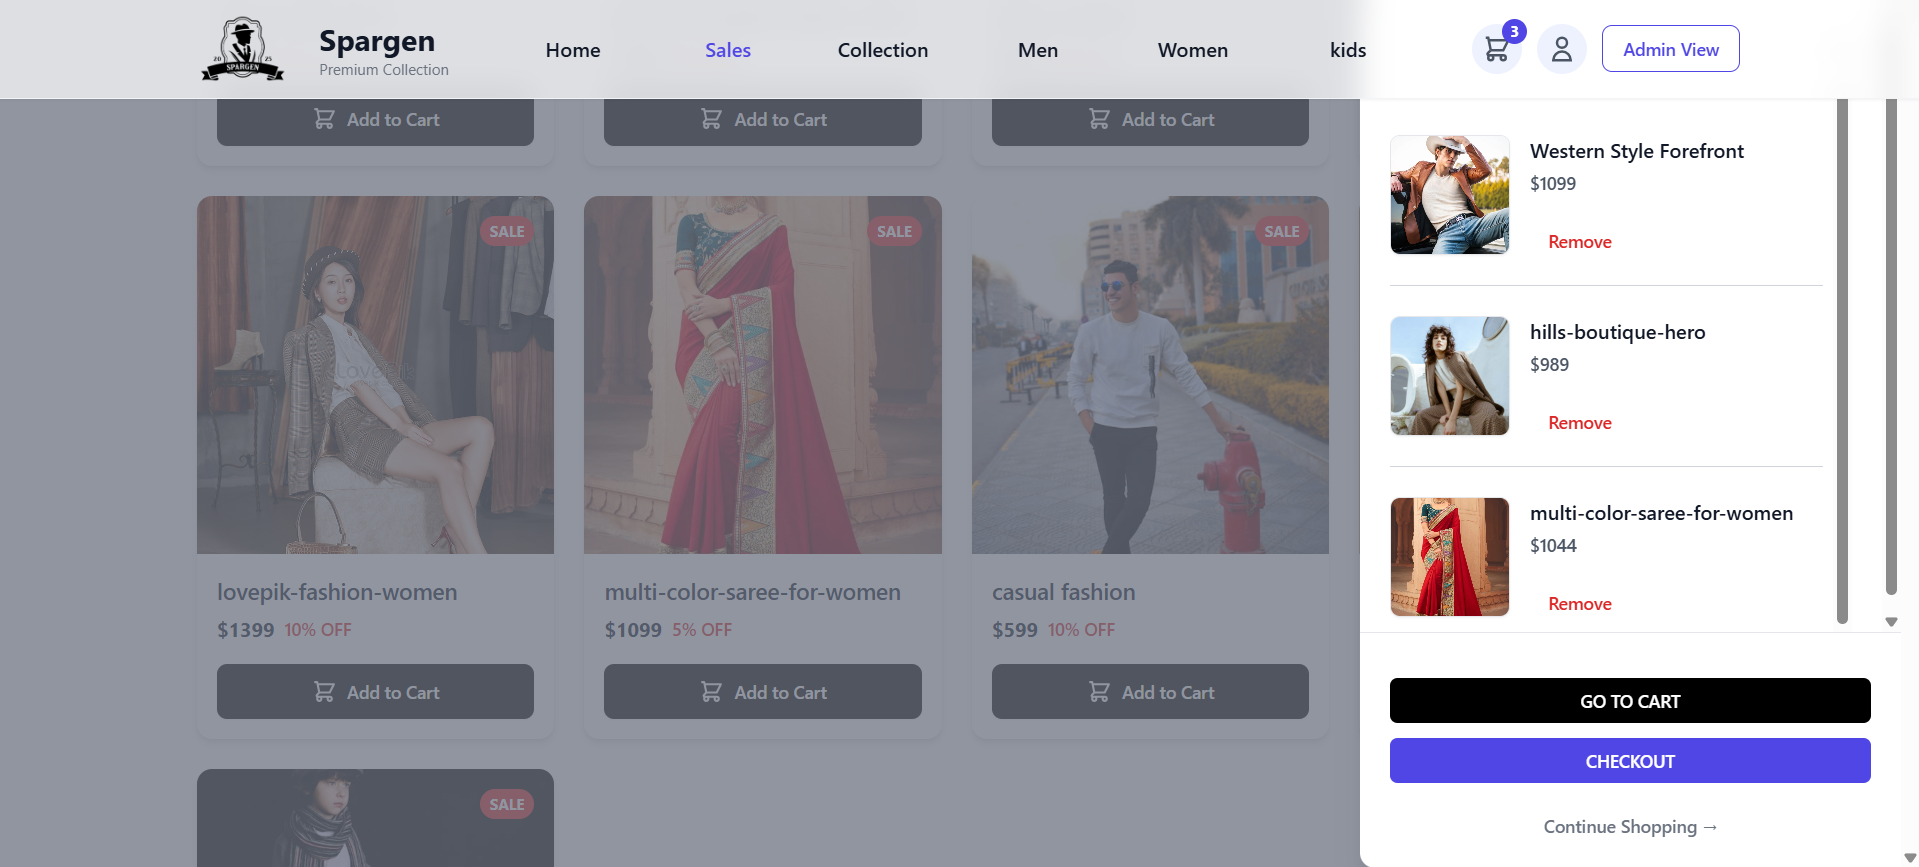 20 25
SPARGEN
Spargen
Premium Collection
Home
Sales
Collection
Men
Women
kids
3
Admin View
Add to Cart
Add to Cart
Add to Cart
SALE
SALE
SALE
lovepik-fashion-women
$1399 10% OFF
Add to Cart
multi-color-saree-for-women
$1099 5% OFF
Add to Cart
casual fashion
$599 10% OFF
Add to Cart
SALE
Western Style Forefront
$1099
Remove
hills-boutique-hero
$989
Remove
multi-color-saree-for-women
$1044
Remove
GO TO CART
CHECKOUT
Continue Shopping →